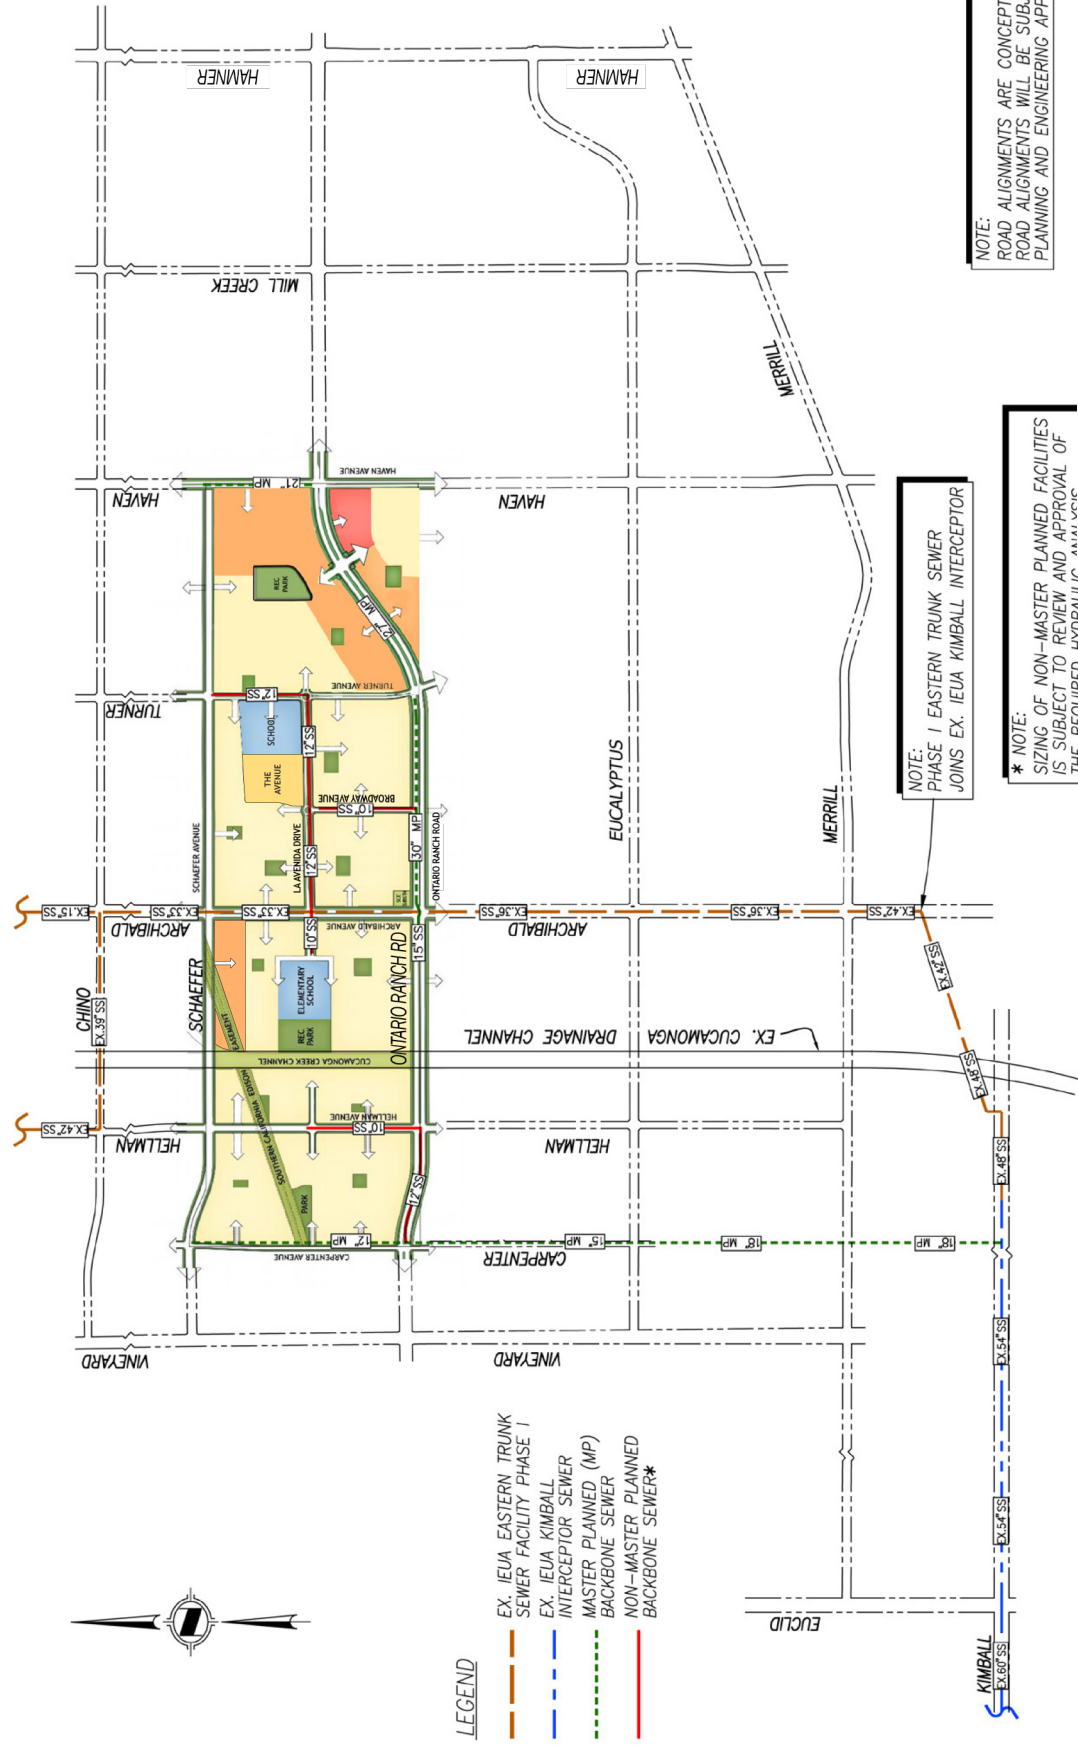 HAMNER
HAMNER
MILL CREEK
MERRILL
HAVEN
HAVEN AVENUE
21" MP
HAVEN
REC
PARK
27" MP
TURNER
TURNER AVENUE
12"SS
SCHOOL
THE
AVENUE
12"SS
BROADWAY AVENUE
10"SS
SCHAEFER AVENUE
LA AVENIDA DRIVE
12"SS
30" MP
ONTARIO RANCH ROAD
EUCALYPTUS
MERRILL
EX.15"SS
EX.33"SS
EX.33"SS
ARCHIBALD
ARCHIBALD AVENUE
10"SS
15"SS
EX.36"SS
ARCHIBALD
EX.36"SS
EX.42"SS
EX.42"SS
CHINO
EX.39"SS
SCHAEFER
ONTARIO RANCH RD
ELEMENTARY
SCHOOL
REC
PARK
SOUTHERN CALIFORNIA EDISON EASEMENT
CUCAMONGA CREEK CHANNEL
EX. CUCAMONGA DRAINAGE CHANNEL
EX.48"SS
EX.42"SS
HELLMAN
HELLMAN AVENUE
10"SS
HELLMAN
12"SS
PARK
EX.48"SS
CARPENTER AVENUE
12" MP
CARPENTER
15" MP
18" MP
18" MP
VINEYARD
VINEYARD
EX.54"SS
EX.54"SS
EUCLID
KIMBALL
EX.60"SS
LEGEND
EX. IEUA EASTERN TRUNK
SEWER FACILITY PHASE I
EX. IEUA KIMBALL
INTERCEPTOR SEWER
MASTER PLANNED (MP)
BACKBONE SEWER
NON-MASTER PLANNED
BACKBONE SEWER*
NOTE:
PHASE I EASTERN TRUNK SEWER
JOINS EX. IEUA KIMBALL INTERCEPTOR
* NOTE:
SIZING OF NON-MASTER PLANNED FACILITIES
IS SUBJECT TO REVIEW AND APPROVAL OF
THE REQUIRED HYDRAULIC ANALYSIS
NOTE:
ROAD ALIGNMENTS ARE CONCEPT
ROAD ALIGNMENTS WILL BE SUBJ
PLANNING AND ENGINEERING APP